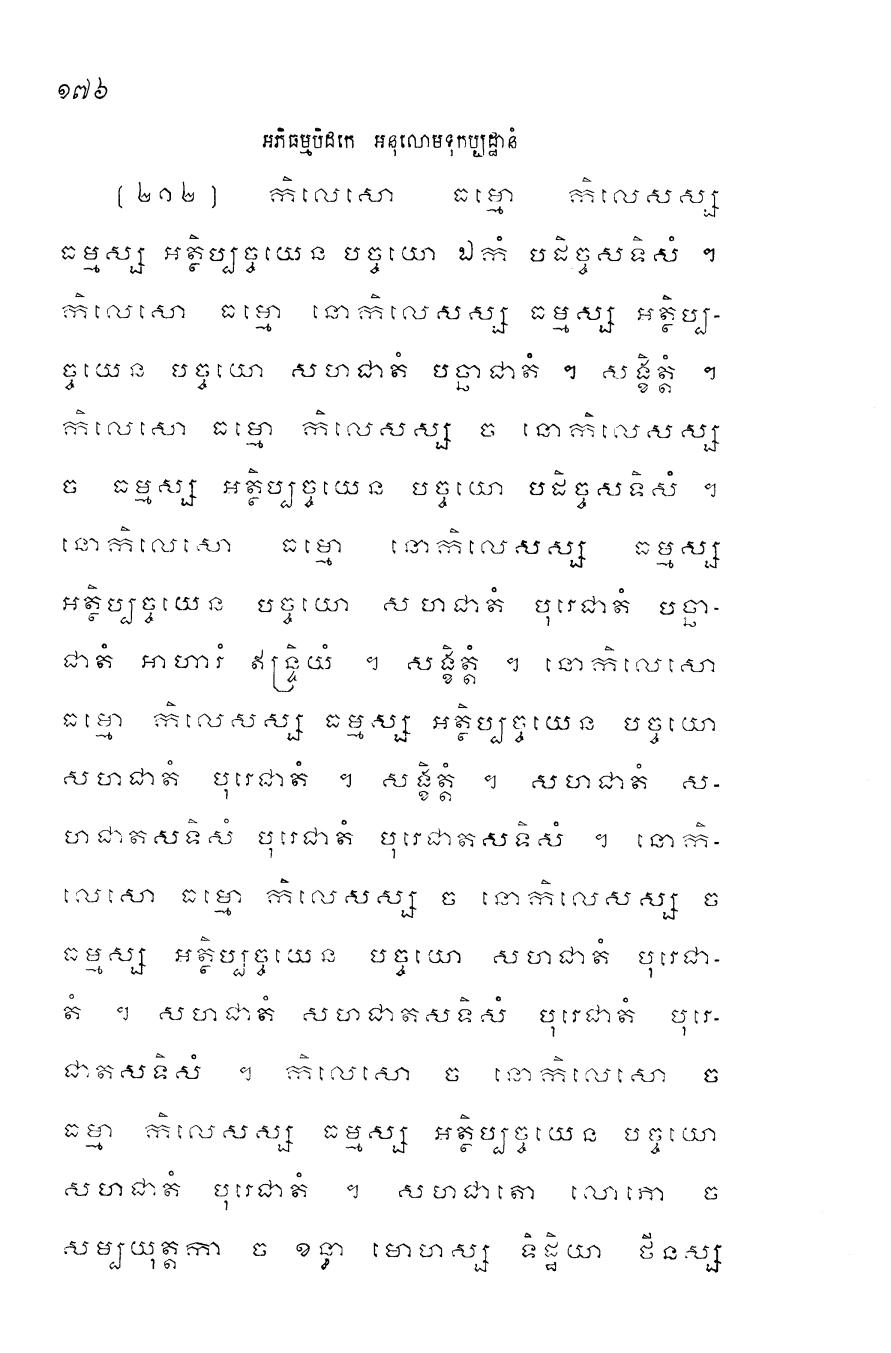 ១៧៦
អភិធម្មបិដកេ អនុលោមទុកប្បដ្ឋានំ
[២១២] កិលេសោ ធម្មោ កិលេសស្ស
ធម្មស្ស អត្ថិប្បច្ចយេន បច្ចយោ ឯកំ បដិច្ចសទិសំ ។
កិលេសោ ធម្មោ នោកិលេសស្ស ធម្មស្ស អត្ថិប្ប-
ច្ចយេន បច្ចយោ សហជាតំ បច្ឆាជាតំ ។ សង្ខិត្តំ ។
កិលេសោ ធម្មោ កិលេសស្ស ច នោកិលេសស្ស
ច ធម្មស្ស អត្ថិប្បច្ចយេន បច្ចយោ បដិច្ចសទិសំ ។
នោកិលេសោ ធម្មោ នោកិលេសស្ស ធម្មស្ស
អត្ថិប្បច្ចយេន បច្ចយោ សហជាតំ បុរេជាតំ បច្ឆា-
ជាតំ អាហារំ ឥន្ទ្រិយំ ។ សង្ខិត្តំ ។ នោកិលេសោ
ធម្មោ កិលេសស្ស ធម្មស្ស អត្ថិប្បច្ចយេន បច្ចយោ
សហជាតំ បុរេជាតំ ។ សង្ខិត្តំ ។ សហជាតំ ស-
ហជាតសទិសំ បុរេជាតំ បុរេជាតសទិសំ ។ នោកិ-
លេសោ ធម្មោ កិលេសស្ស ច នោកិលេសស្ស ច
ធម្មស្ស អត្ថិប្បច្ចយេន បច្ចយោ សហជាតំ បុរេជា-
តំ ។ សហជាតំ សហជាតសទិសំ បុរេជាតំ បុរេ-
ជាតសទិសំ ។ កិលេសោ ច នោកិលេសោ ច
ធម្មា កិលេសស្ស ធម្មស្ស អត្ថិប្បច្ចយេន បច្ចយោ
សហជាតំ បុរេជាតំ ។ សហជាតោ លោភោ ច
សម្បយុត្តកា ច ខន្ធា មោហស្ស ទិដ្ឋិយា ថីនស្ស